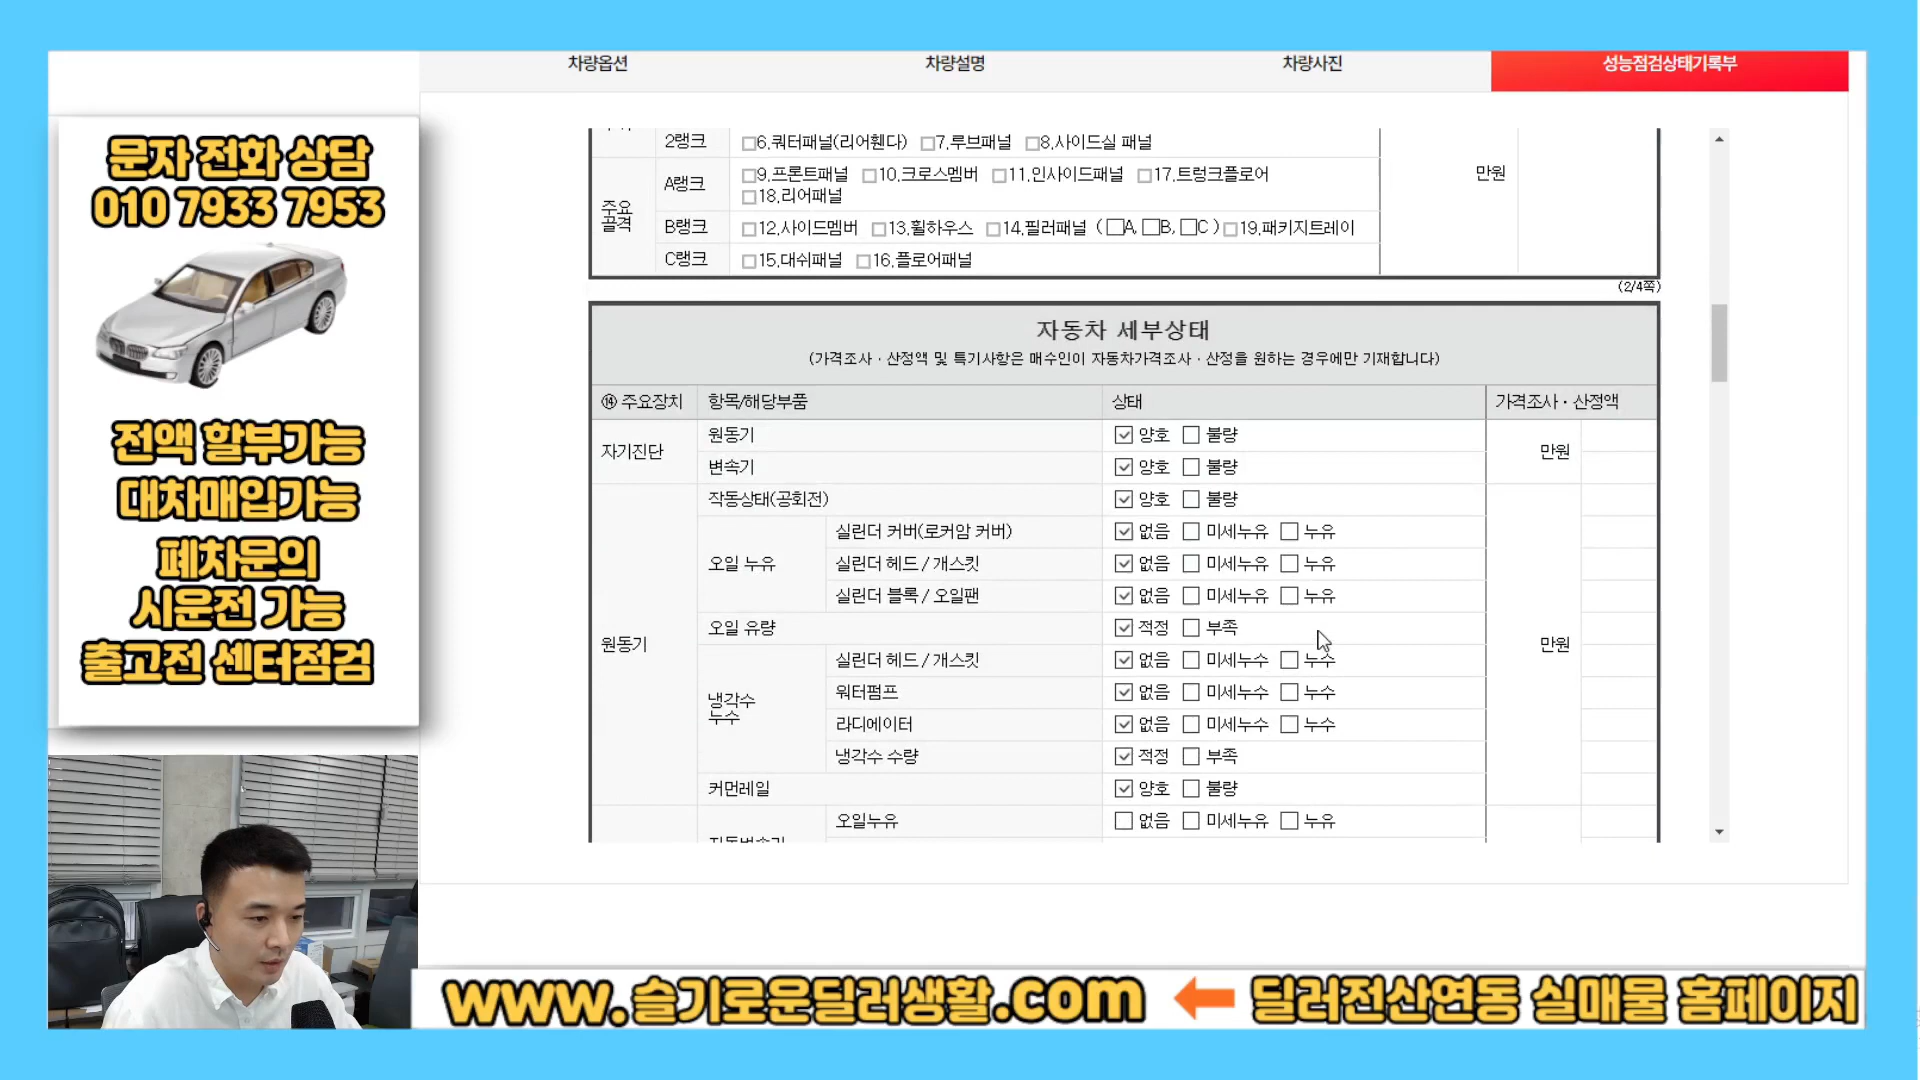 차량옵션
차량설명
차량사진
성능점검상태기록부
문자 전화 상담
010 7933 7953
전액 할부가능
대차매입가능
폐차문의
시운전 가능
출고전 센터점검
2랭크
6.쿼터패널(리어휀다) 7.루브패널 8.사이드실 패널
주요
골격
A랭크
9.프론트패널 10.크로스멤버 11.인사이드패널 17.트렁크플로어
18.리어패널
만원
B랭크
12.사이드멤버 13.휠하우스 14.필러패널 (A, B, C) 19.패키지트레이
C랭크
15.대쉬패널 16.플로어패널
(2/4쪽)
자동차 세부상태
(가격조사ㆍ산정액 및 특기사항은 매수인이 자동차가격조사ㆍ산정을 원하는 경우에만 기재합니다)
⑭ 주요장치 항목/해당부품 상태 가격조사ㆍ산정액
자기진단
원동기 양호 불량
변속기 양호 불량
만원
원동기
작동상태(공회전) 양호 불량
오일 누유
실린더 커버(로커암 커버) 없음 미세누유 누유
실린더 헤드 / 개스킷 없음 미세누유 누유
실린더 블록 / 오일팬 없음 미세누유 누유
오일 유량 적정 부족
만원
냉각수
누수
실린더 헤드 / 개스킷 없음 미세누수 누수
워터펌프 없음 미세누수 누수
라디에이터 없음 미세누수 누수
냉각수 수량 적정 부족
커먼레일 양호 불량
오일누유 없음 미세누유 누유
www.슬기로운딜러생활.com ← 딜러전산연동 실매물 홈페이지